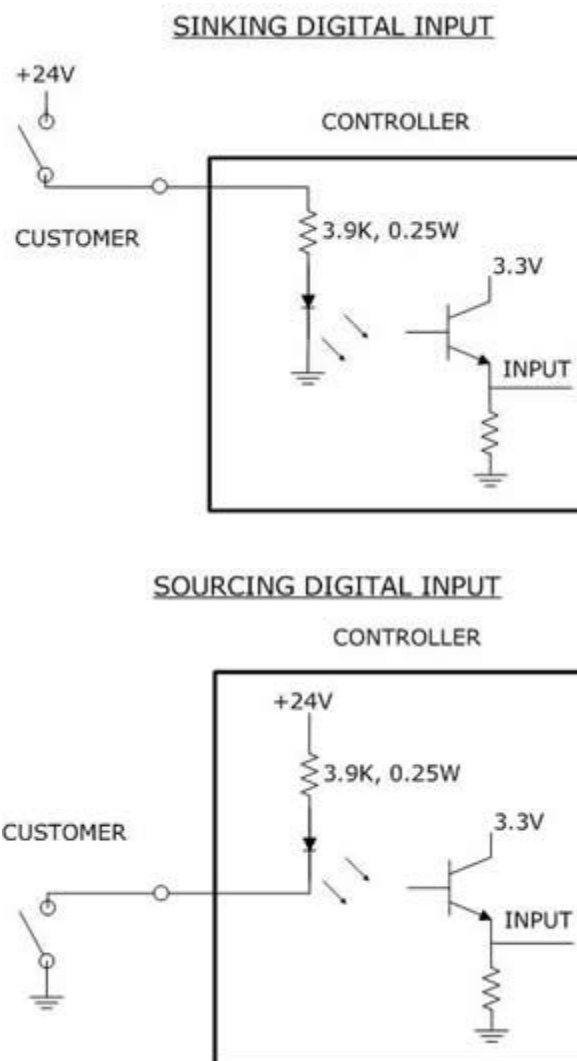 SINKING DIGITAL INPUT
+24V
CONTROLLER
CUSTOMER
3.9K, 0.25W
3.3V
INPUT
SOURCING DIGITAL INPUT
CONTROLLER
+24V
3.9K, 0.25W
CUSTOMER
3.3V
INPUT